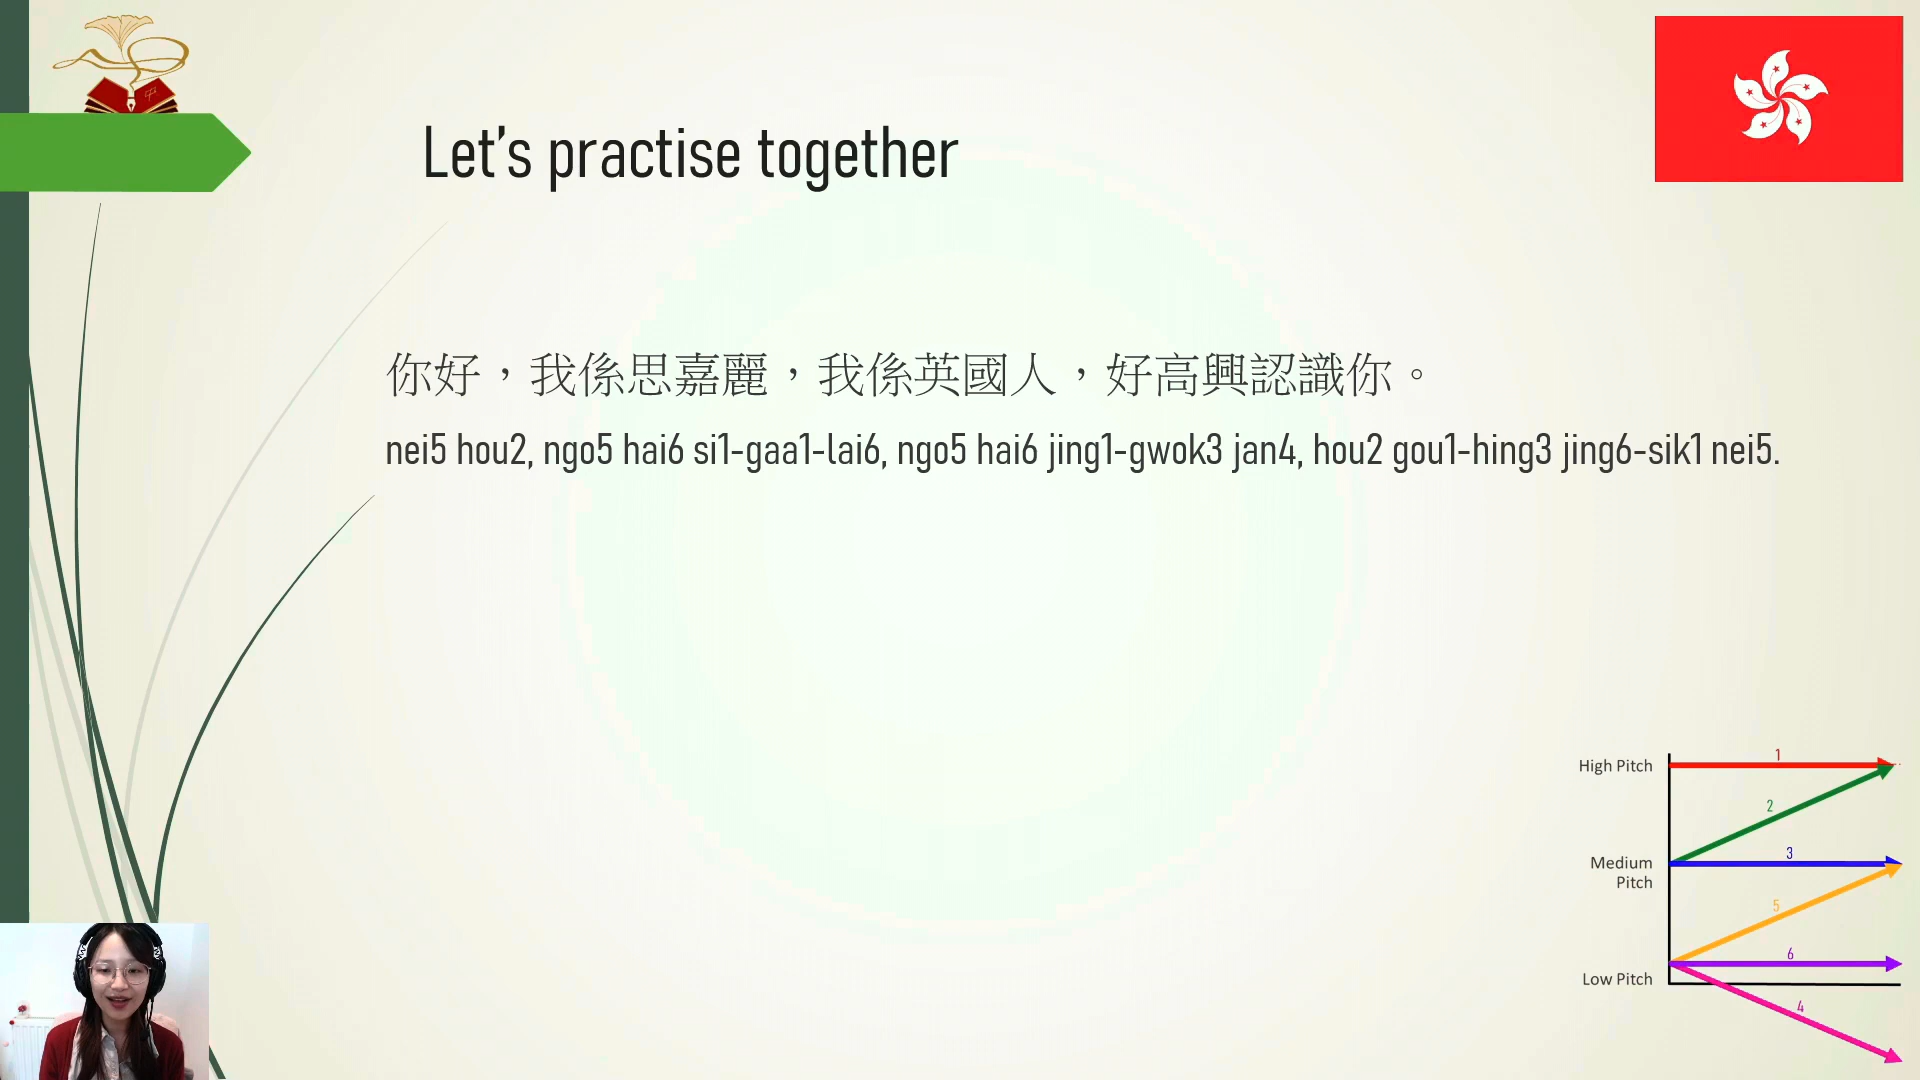 Let's practise together
你好，我係思嘉麗，我係英國人，好高興認識你。
nei5 hou2, ngo5 hai6 si1-gaa1-lai6, ngo5 hai6 jing1-gwok3 jan4, hou2 gou1-hing3 jing6-sik1 nei5.
High Pitch
1
2
Medium
Pitch
3
5
6
Low Pitch
4